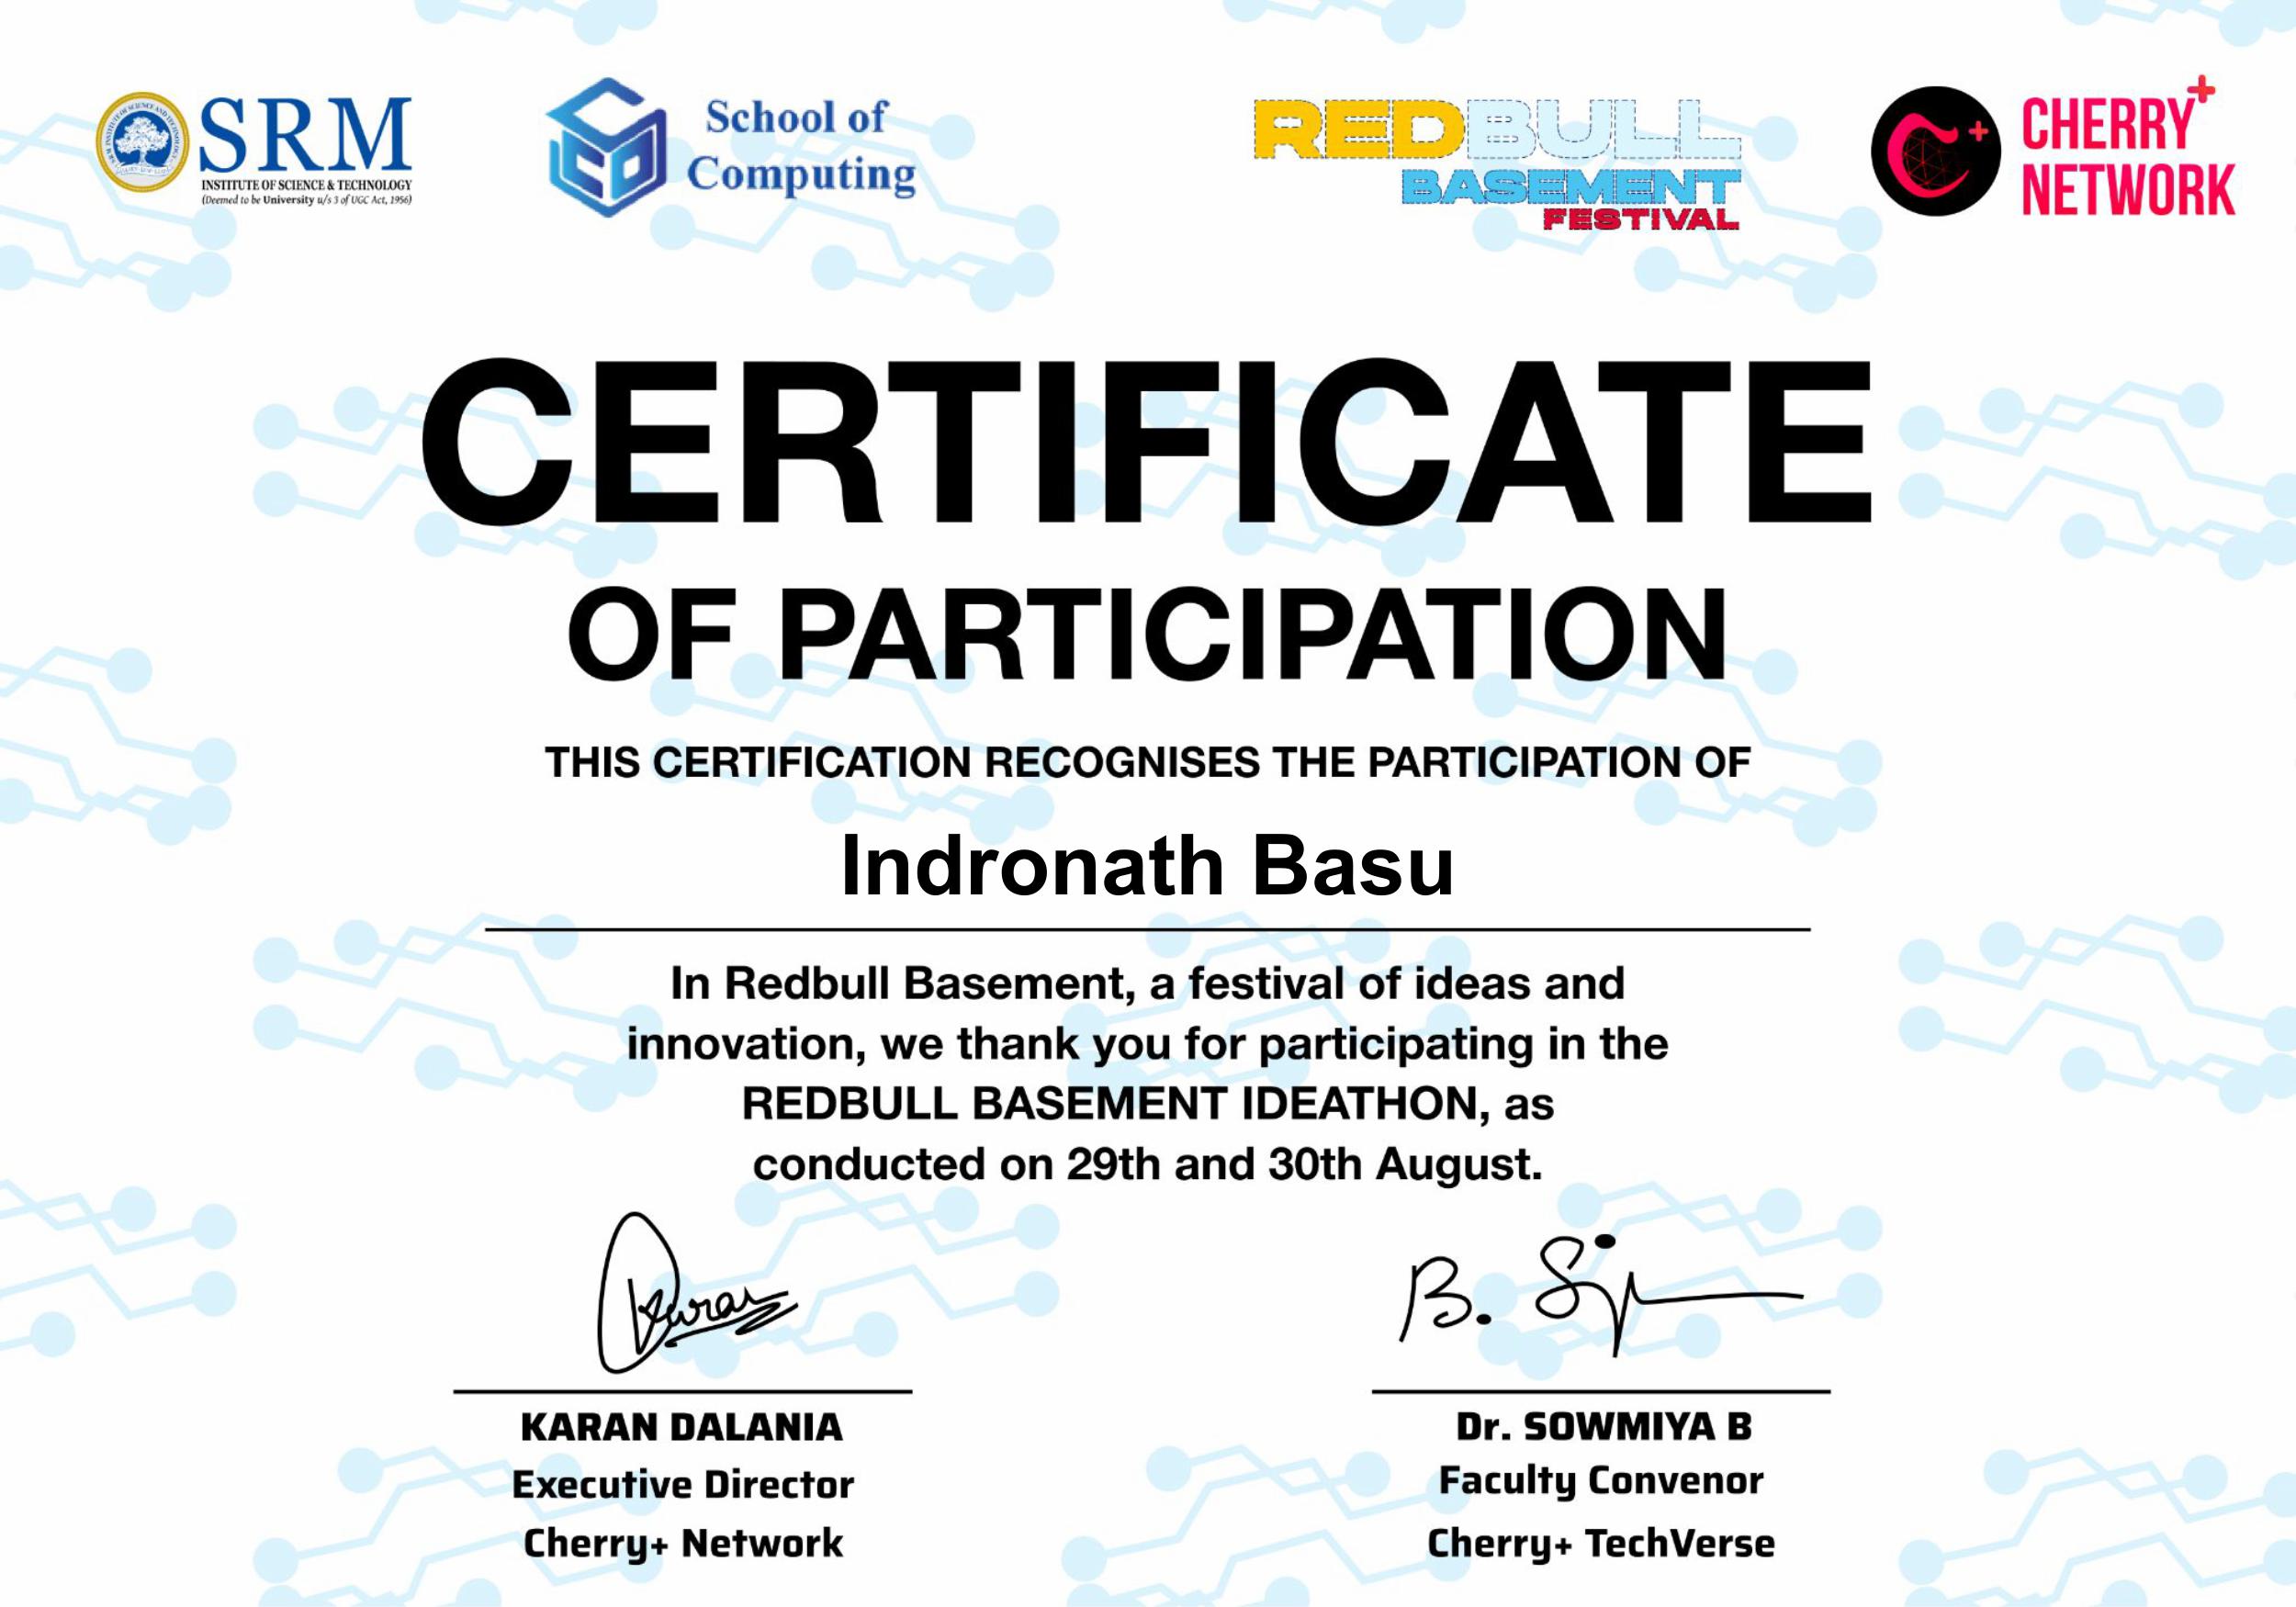 SRM
INSTITUTE OF SCIENCE & TECHNOLOGY
(Deemed to be University u/s 3 of UGC Act, 1956)
School of
Computing
REDBULL
BASEMENT
FESTIVAL
CHERRY+
NETWORK
CERTIFICATE
OF PARTICIPATION
THIS CERTIFICATION RECOGNISES THE PARTICIPATION OF
Indronath Basu
In Redbull Basement, a festival of ideas and
innovation, we thank you for participating in the
REDBULL BASEMENT IDEATHON, as
conducted on 29th and 30th August.
Karan
B.
KARAN DALANIA
Executive Director
Cherry+ Network
Dr. SOWMIYA B
Faculty Convenor
Cherry+ TechVerse